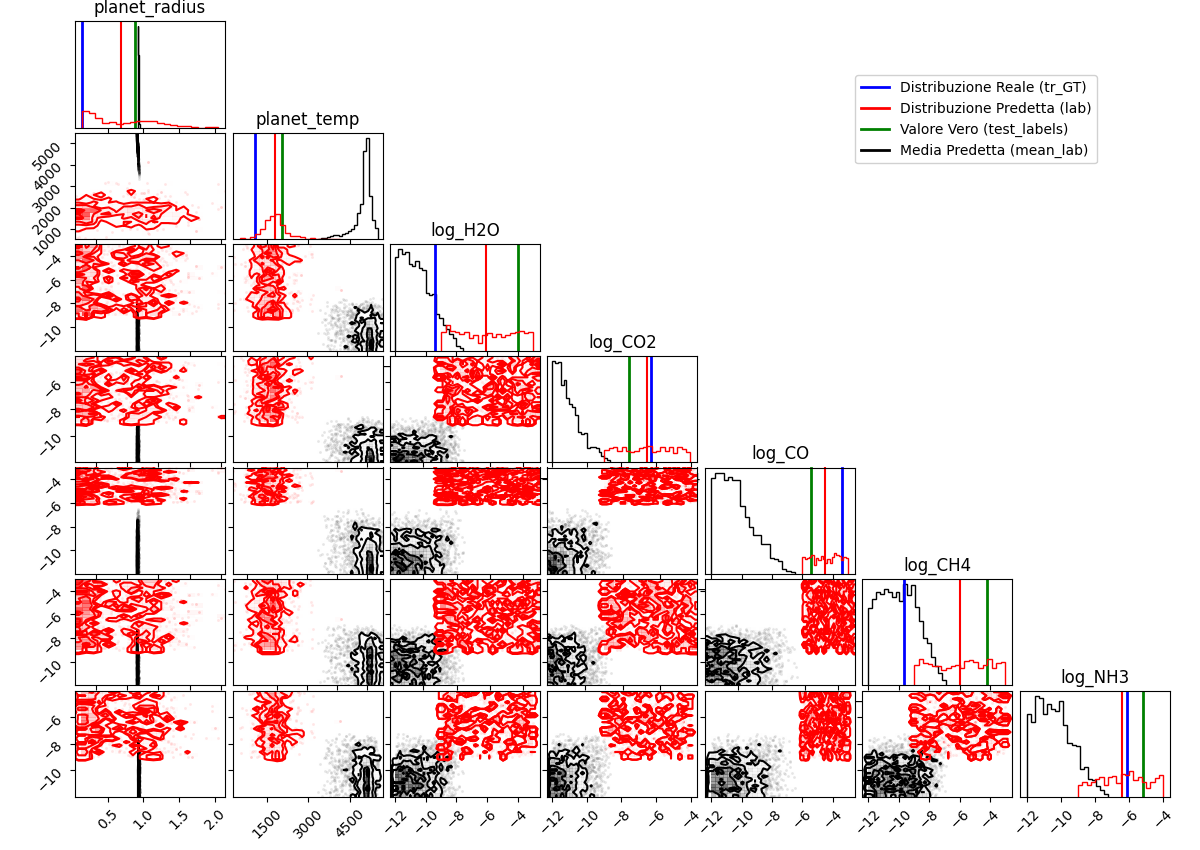 planet_radius
Distribuzione Reale (tr_GT)
Distribuzione Predetta (lab)
Valore Vero (test_labels)
Media Predetta (mean_lab)
planet_temp
5000
4000
3000
2000
1000
log_H2O
−4
−6
−8
−10
log_CO2
−6
−8
−10
log_CO
−4
−6
−8
−10
log_CH4
−4
−6
−8
−10
log_NH3
−6
−8
−10
0.5 1.0 1.5 2.0 1500 3000 4500 −12 −10 −8 −6 −4 −12 −10 −8 −6 −4 −12 −10 −8 −6 −4 −12 −10 −8 −6 −4 −12 −10 −8 −6 −4